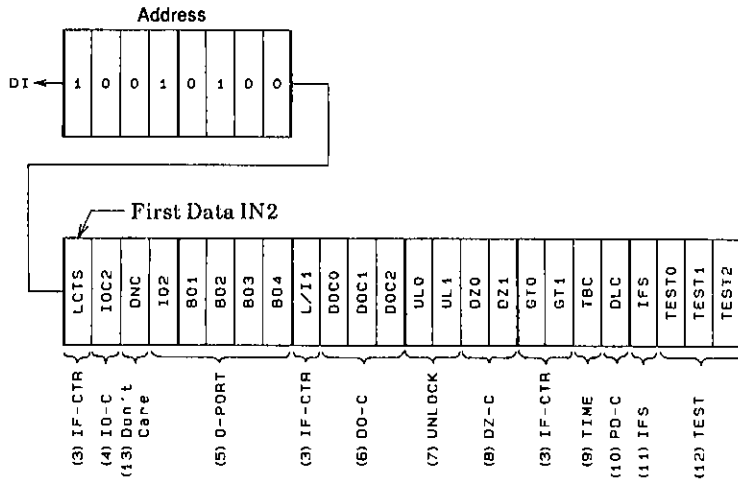 Address
DI
1 0 0 1 0 1 0 0
First Data IN2
LCTS IOC2 DNC IO2 BO1 BO2 BO3 BO4 L/I1 DOC0 DOC1 DOC2 UL0 UL1 DZ0 DZ1 GT0 GT1 TBC DLC IFS TEST0 TEST1 TEST2
(3) IF-CTR
(4) IO-C
(13) Don't
Care
(5) O-PORT
(3) IF-CTR
(6) DO-C
(7) UNLOCK
(8) DZ-C
(3) IF-CTR
(9) TIME
(10) PD-C
(11) IFS
(12) TEST